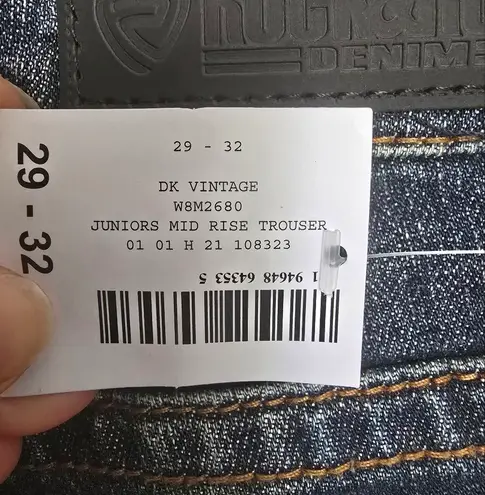 DENIM
29 - 32
DK VINTAGE
W8M2680
JUNIORS MID RISE TROUSER
01 01 H 21 108323
1 94648 64353 5
29 - 32